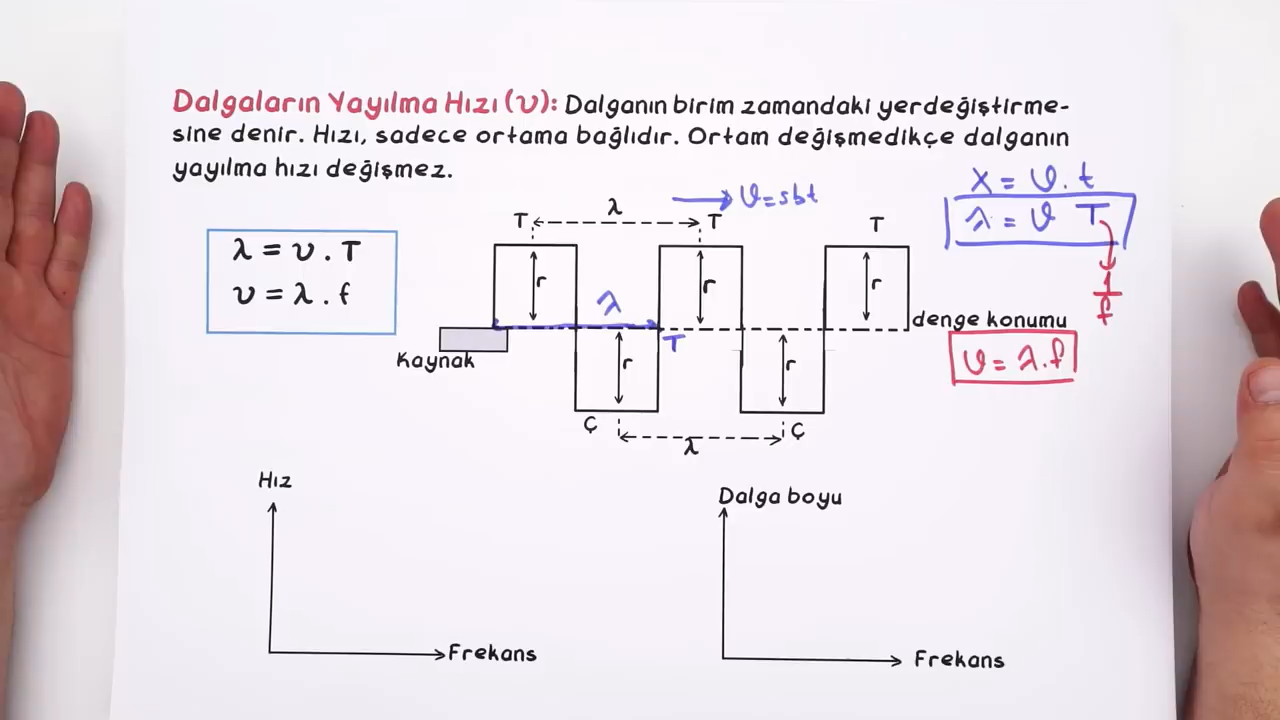 Dalgaların Yayılma Hızı (υ): Dalganın birim zamandaki yerdeğiştirme-
sine denir. Hızı, sadece ortama bağlıdır. Ortam değişmedikçe dalganın
yayılma hızı değişmez.
x = υ . t
λ = υ T
1
f
υ = λ . f
λ = υ . T
υ = λ . f
λ
υ = sbt
T
T
T
r
r
r
λ
T
denge konumu
Kaynak
r
r
Ç
Ç
λ
Hız
Frekans
Dalga boyu
Frekans